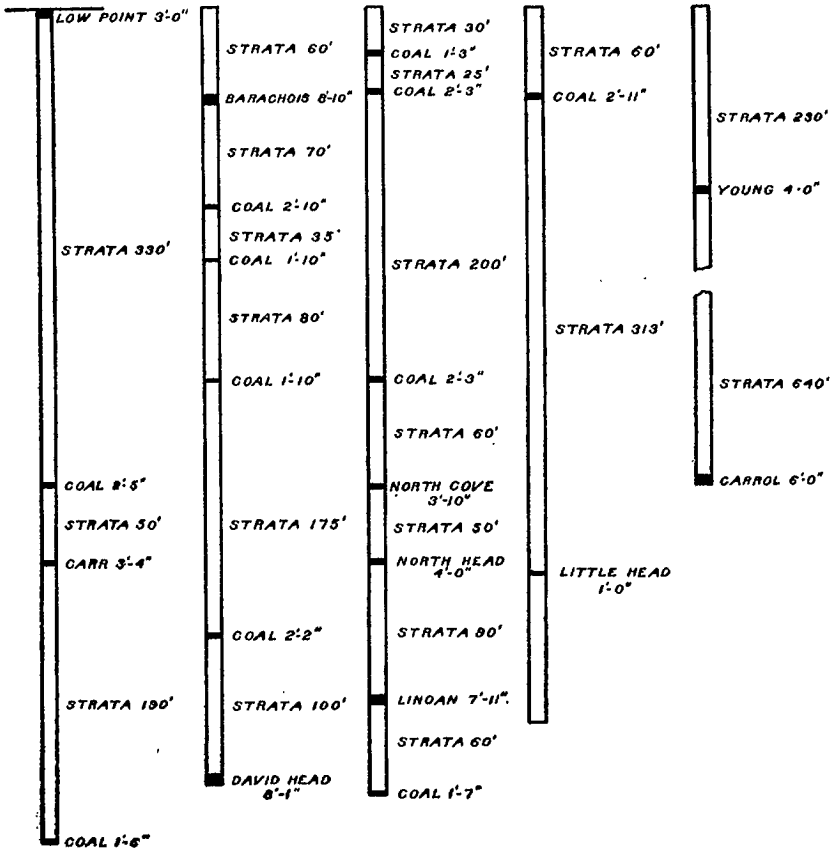 LOW POINT 3'-0"
STRATA 330'
COAL 2'-5"
STRATA 50'
CARR 3'-4"
STRATA 190'
COAL 1'-6"
STRATA 60'
BARACHOIS 8'-10"
STRATA 70'
COAL 2'-10"
STRATA 35'
COAL 1'-10"
STRATA 80'
COAL 1'-10"
STRATA 175'
COAL 2'-2"
STRATA 100'
DAVID HEAD
8'-1"
STRATA 30'
COAL 1'-3"
STRATA 25'
COAL 2'-3"
STRATA 200'
COAL 2'-3"
STRATA 60'
NORTH COVE
3'-10"
STRATA 50'
NORTH HEAD
4'-0"
STRATA 90'
LINGAN 7'-11".
STRATA 60'
COAL 1'-7"
STRATA 60'
COAL 2'-11"
STRATA 313'
LITTLE HEAD
1'-0"
STRATA 230'
YOUNG 4-0"
STRATA 640'
CARROL 6'-0"